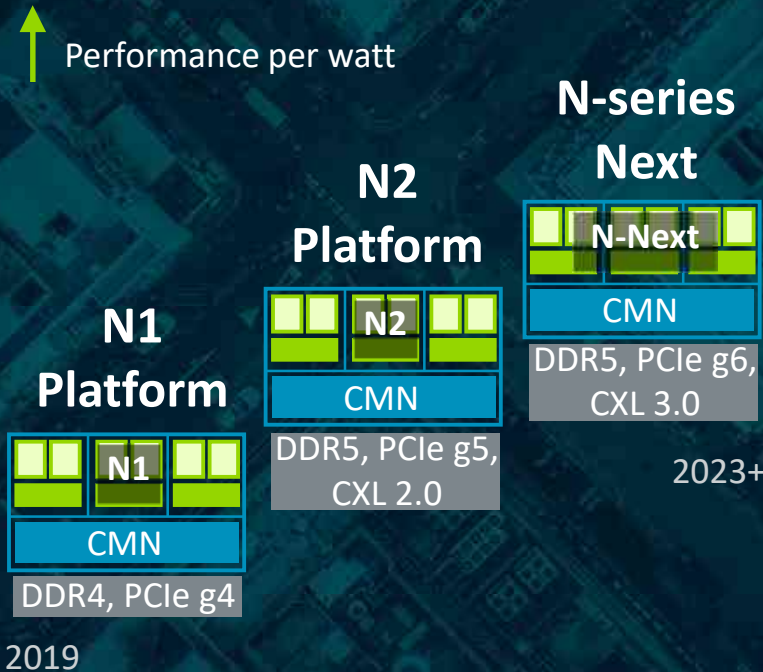 Performance per watt
N-series
Next
N-Next
CMN
DDR5, PCIe g6,
CXL 3.0
2023+
N2
Platform
N2
CMN
DDR5, PCIe g5,
CXL 2.0
N1
Platform
N1
CMN
DDR4, PCIe g4
2019